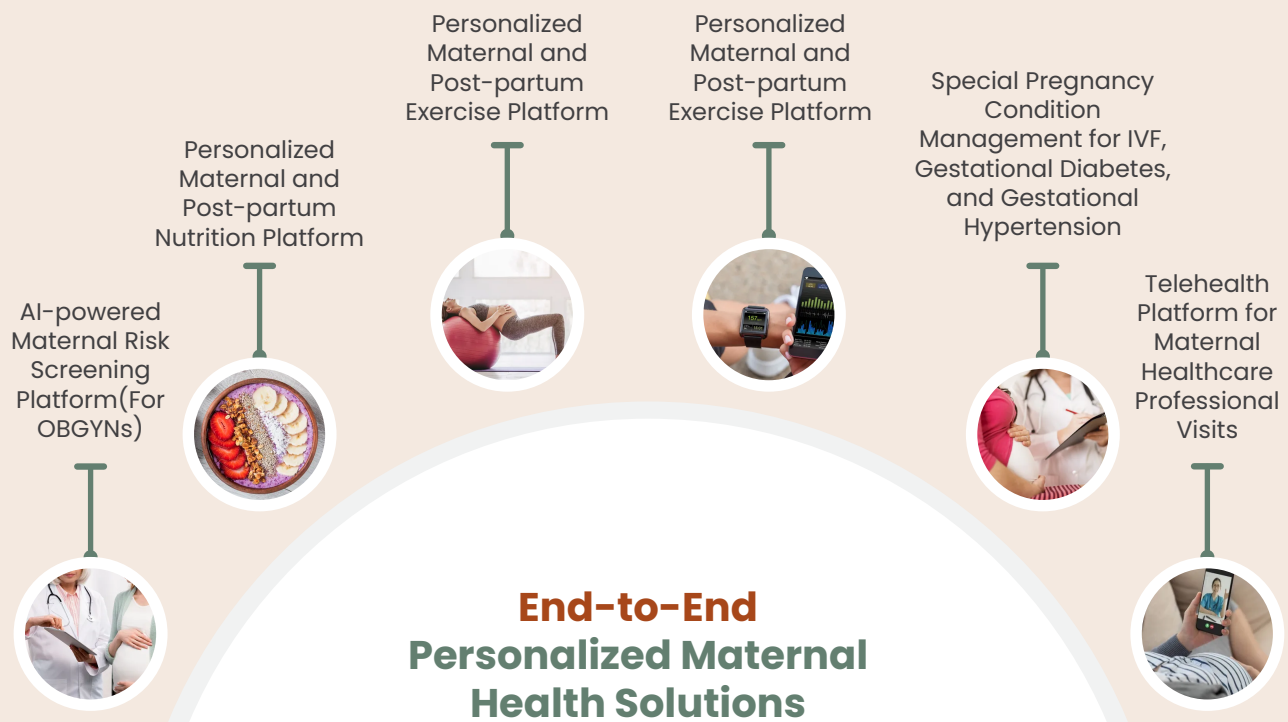 Personalized
Maternal and
Post-partum
Exercise Platform
Personalized
Maternal and
Post-partum
Exercise Platform
Special Pregnancy
Condition
Management for IVF,
Gestational Diabetes,
and Gestational
Hypertension
Personalized
Maternal and
Post-partum
Nutrition Platform
Telehealth
Platform for
Maternal
Healthcare
Professional
Visits
AI-powered
Maternal Risk
Screening
Platform(For
OBGYNs)
End-to-End
Personalized Maternal
Health Solutions